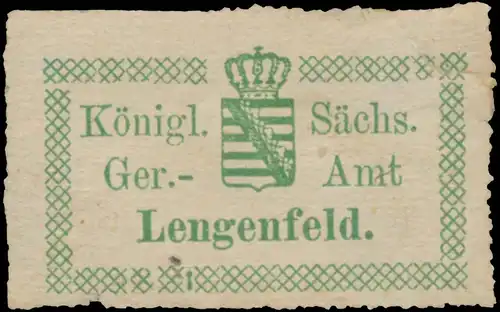 Königl. Sächs.
Ger.- Amt
Lengenfeld.